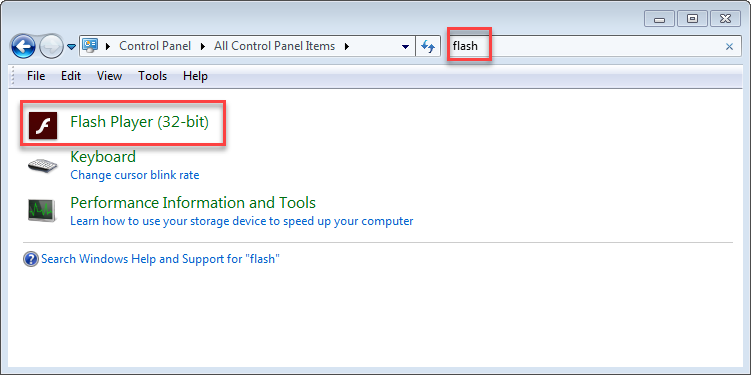 Control Panel All Control Panel Items flash
File Edit View Tools Help
Flash Player (32-bit)
Keyboard
Change cursor blink rate
Performance Information and Tools
Learn how to use your storage device to speed up your computer
Search Windows Help and Support for "flash"